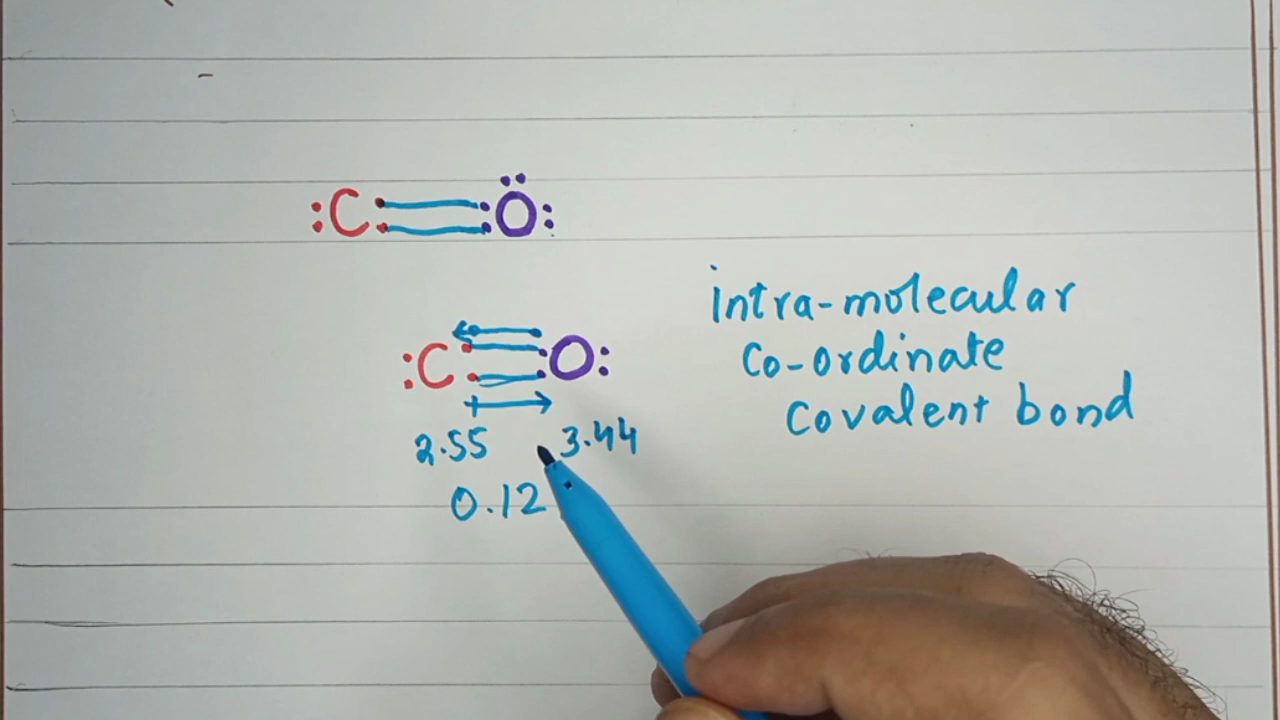 :C::=::Ö:
:C::=::O:
2.55 3.44
0.12
intra-molecular
Co-ordinate
Covalent bond